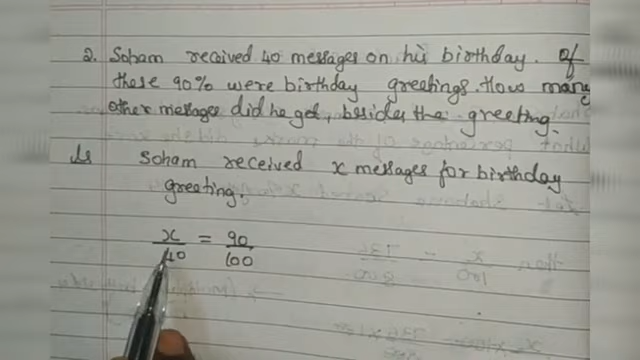 2. Soham received 40 messages on his birthday. Of
these 90% were birthday greetings. How many
other messages did he get, besides the greeting.
Soham received x messages for birthday
greeting.
x/40 = 90/100